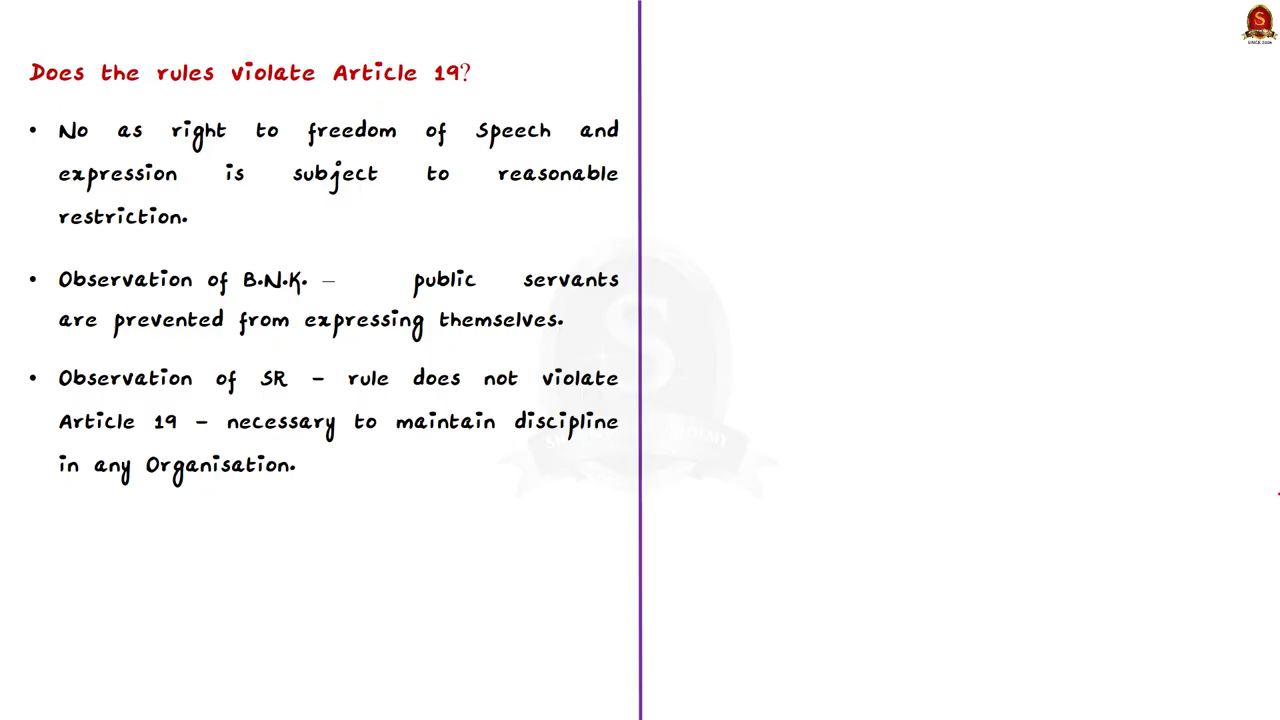 Does the rules violate Article 19?
• No as right to freedom of Speech and
expression is subject to reasonable
restriction.
• Observation of B.N.K. – public servants
are prevented from expressing themselves.
• Observation of SR – rule does not violate
Article 19 – necessary to maintain discipline
in any Organisation.
S
SINCE 2004